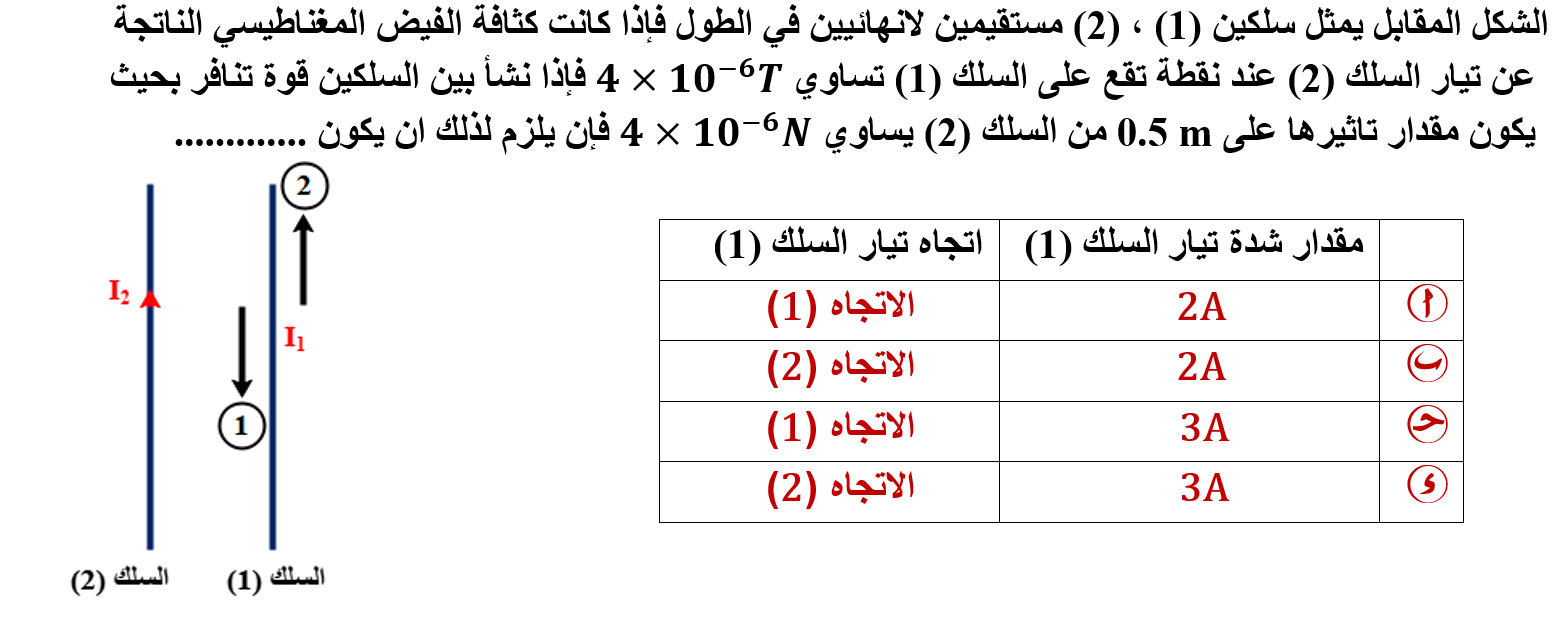 الشكل المقابل يمثل سلكين (1) ، (2) مستقيمين لانهائيين في الطول فإذا كانت كثافة الفيض المغناطيسي الناتجة
عن تيار السلك (2) عند نقطة تقع على السلك (1) تساوي 4 × 10⁻⁶T فإذا نشأ بين السلكين قوة تنافر بحيث
يكون مقدار تاثيرها على 0.5 m من السلك (2) يساوي 4 × 10⁻⁶N فإن يلزم لذلك ان يكون ..............
مقدار شدة تيار السلك (1) اتجاه تيار السلك (1)
أ 2A الاتجاه (1)
ب 2A الاتجاه (2)
جـ 3A الاتجاه (1)
د 3A الاتجاه (2)
2
I₂
I₁
1
السلك (1) السلك (2)